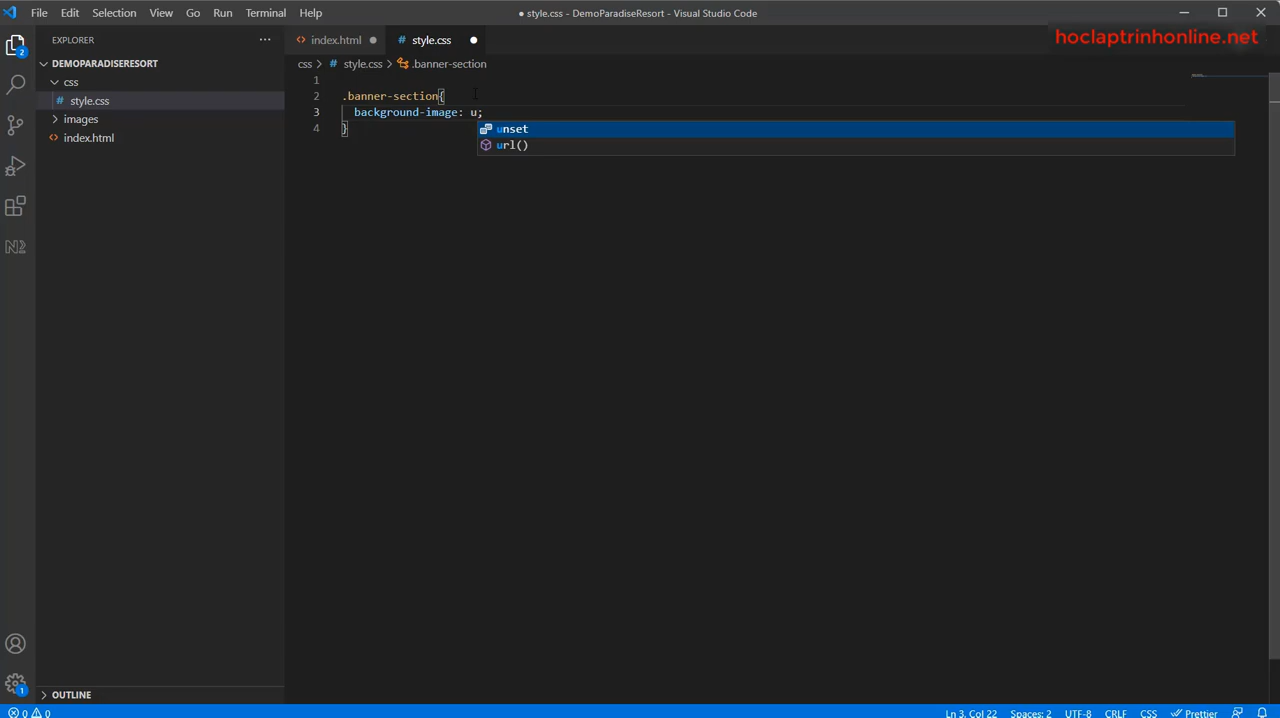 File Edit Selection View Go Run Terminal Help
● style.css - DemoParadiseResort - Visual Studio Code
hoclaptrinhonline.net
EXPLORER ···
index.html
# style.css
2
DEMOPARADISERESORT
css > # style.css > .banner-section
css
# style.css
images
<> index.html
1
2 .banner-section{
3 background-image: u;
4 }
unset
url()
N2
OUTLINE
1
0 0
Ln 3, Col 22 Spaces: 2 UTF-8 CRLF CSS Prettier